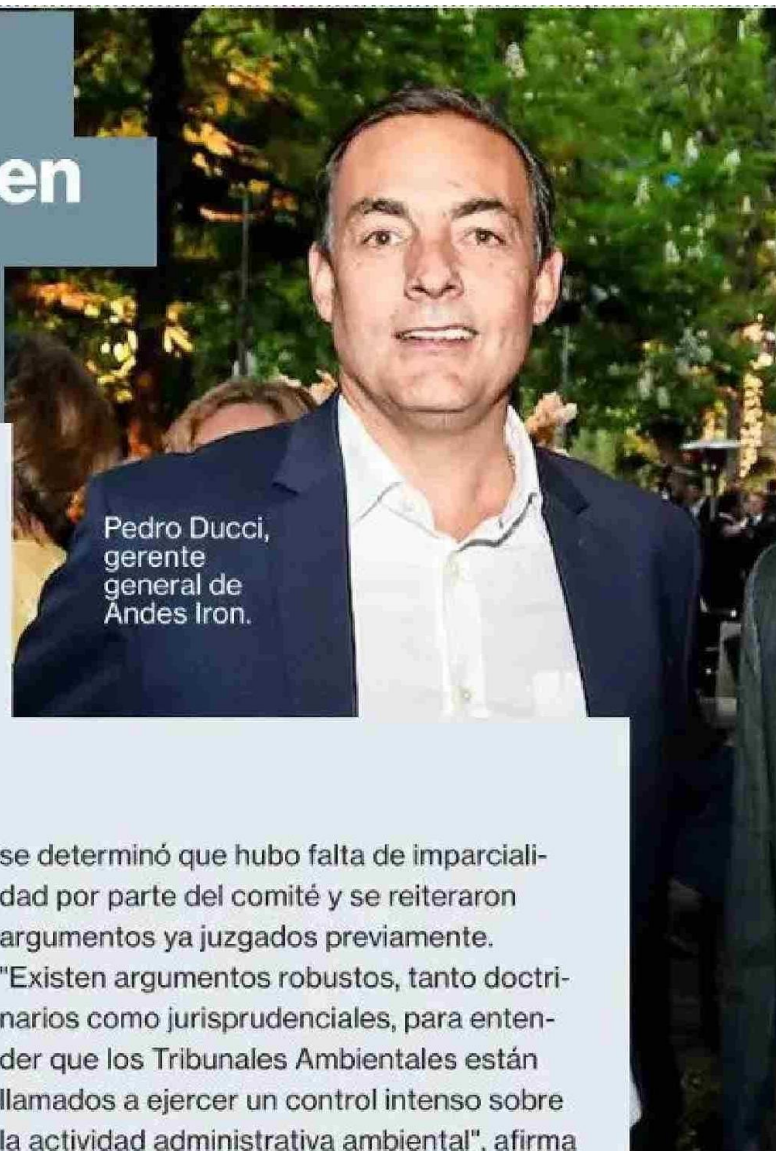 en
Pedro Ducci,
gerente
general de
Andes Iron.
se determinó que hubo falta de imparciali-
dad por parte del comité y se reiteraron
argumentos ya juzgados previamente.
"Existen argumentos robustos, tanto doctri-
narios como jurisprudenciales, para enten-
der que los Tribunales Ambientales están
llamados a ejercer un control intenso sobre
la actividad administrativa ambiental", afirma